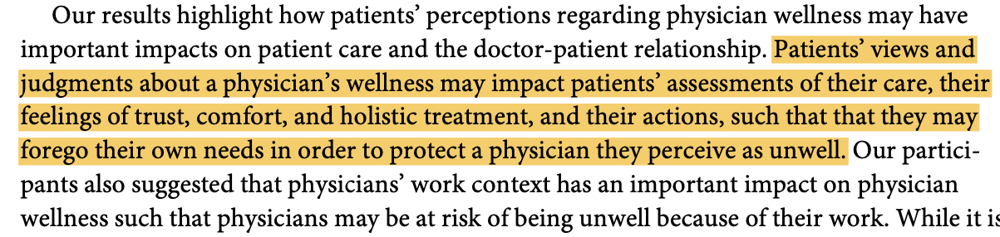 Our results highlight how patients’ perceptions regarding physician wellness may have
important impacts on patient care and the doctor-patient relationship. Patients’ views and
judgments about a physician’s wellness may impact patients’ assessments of their care, their
feelings of trust, comfort, and holistic treatment, and their actions, such that that they may
forego their own needs in order to protect a physician they perceive as unwell. Our partici-
pants also suggested that physicians’ work context has an important impact on physician
wellness such that physicians may be at risk of being unwell because of their work. While it is